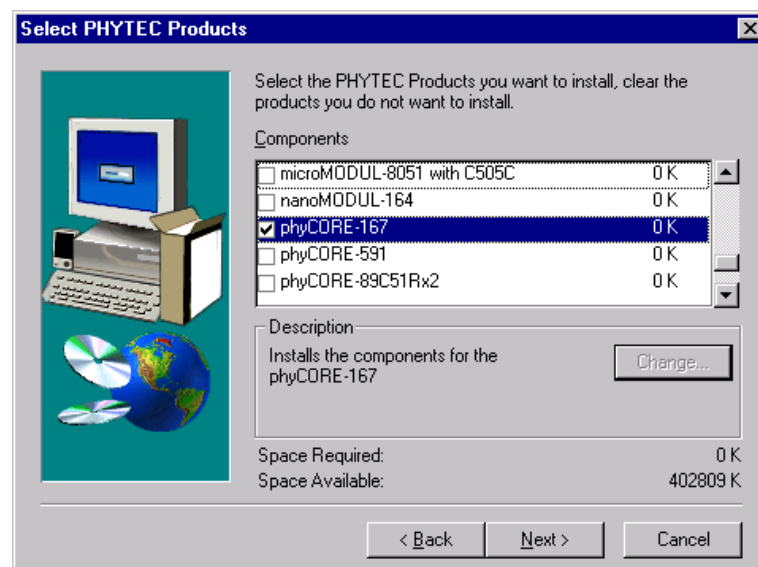 Select PHYTEC Products
Select the PHYTEC Products you want to install, clear the
products you do not want to install.
Components
microMODUL-8051 with C505C 0 K
nanoMODUL-164 0 K
phyCORE-167 0 K
phyCORE-591 0 K
phyCORE-89C51Rx2 0 K
Description
Installs the components for the
phyCORE-167
Change...
Space Required: 0 K
Space Available: 402809 K
< Back Next > Cancel